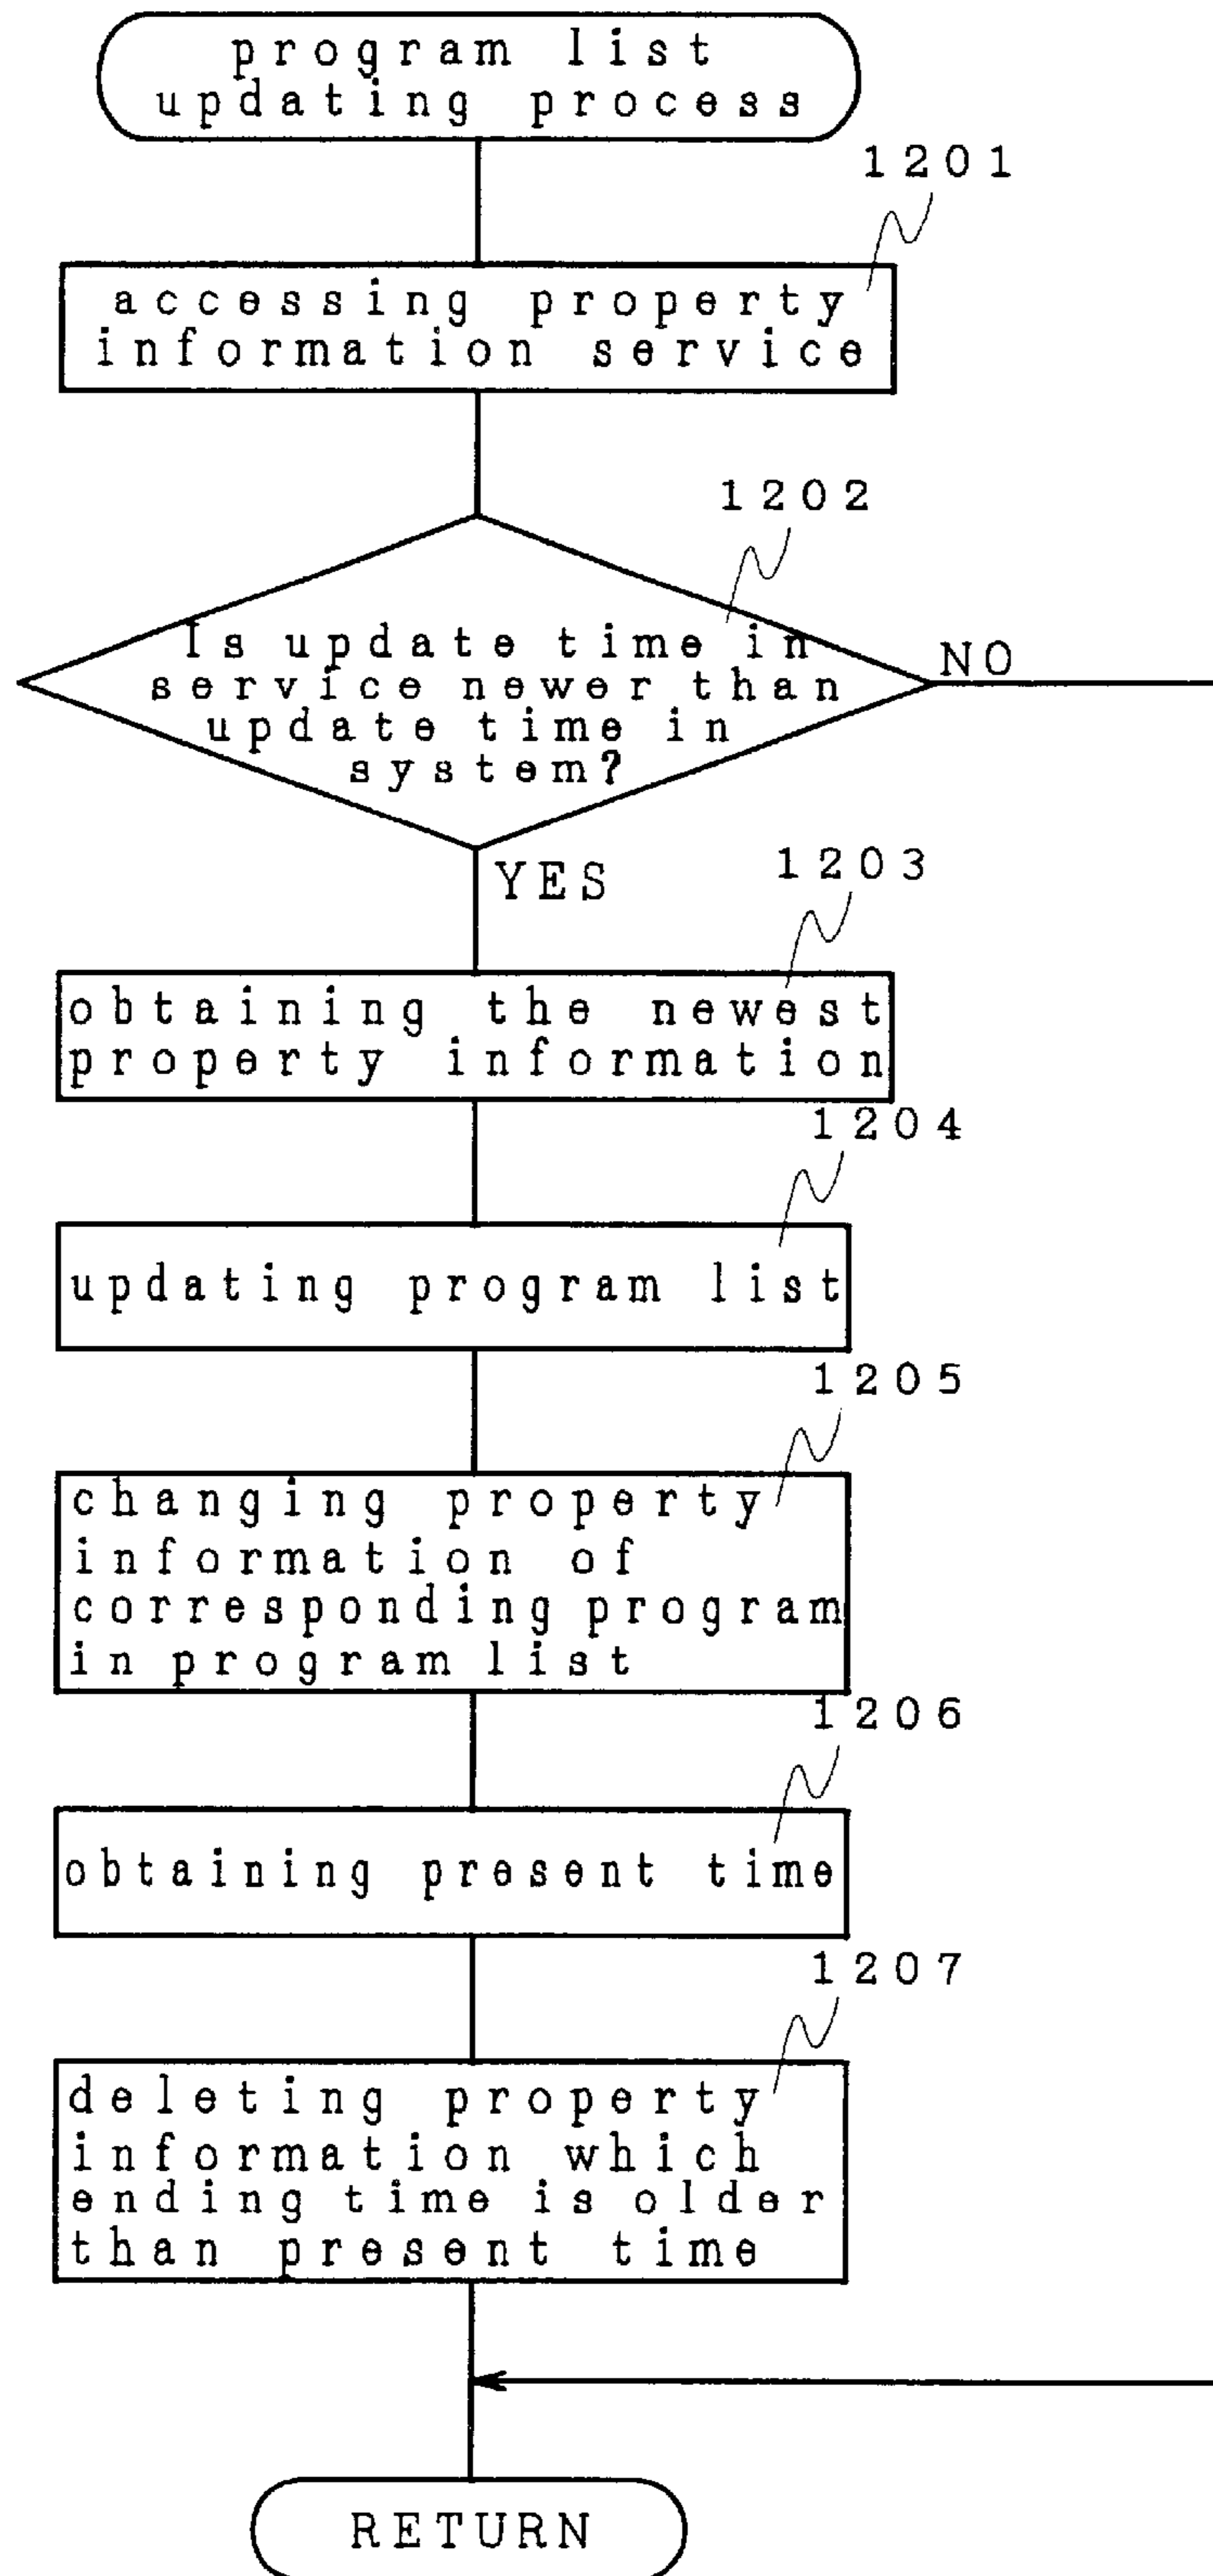 program list
updating process
1201
accessing property
information service
1202
Is update time in
service newer than
update time in
system?
NO
YES
1203
obtaining the newest
property information
1204
updating program list
1205
changing property
information of
corresponding program
in program list
1206
obtaining present time
1207
deleting property
information which
ending time is older
than present time
RETURN